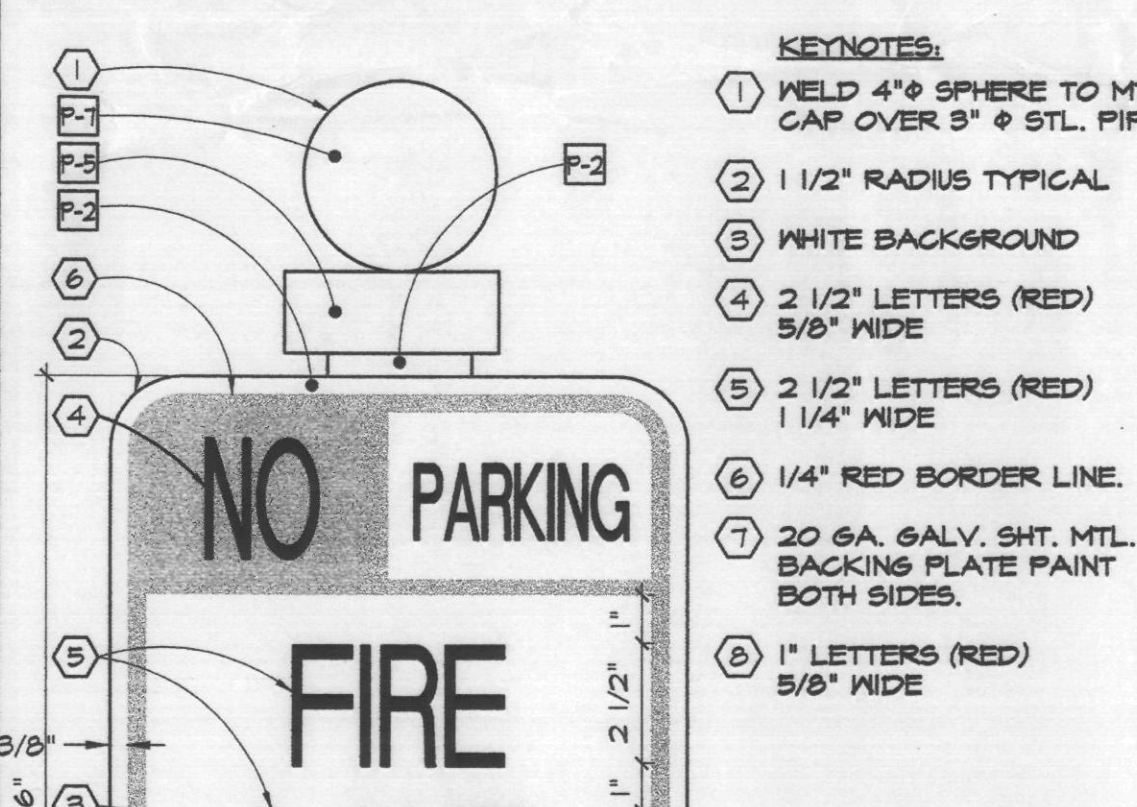 KEYNOTES:
1 WELD 4"Φ SPHERE TO
CAP OVER 3" Φ STL.
2 1 1/2" RADIUS TYPICAL
3 WHITE BACKGROUND
4 2 1/2" LETTERS (RED)
5/8" WIDE
5 2 1/2" LETTERS (RED)
1 1/4" WIDE
6 1/4" RED BORDER LINE.
7 20 GA. GALV. SHT. MTL.
BACKING PLATE PAINT
BOTH SIDES.
8 1" LETTERS (RED)
5/8" WIDE
1
P-7
P-5
P-2
P-2
6
2
4
NO
PARKING
5
FIRE
1"
2 1/2"
1"
3/8"
6"
3